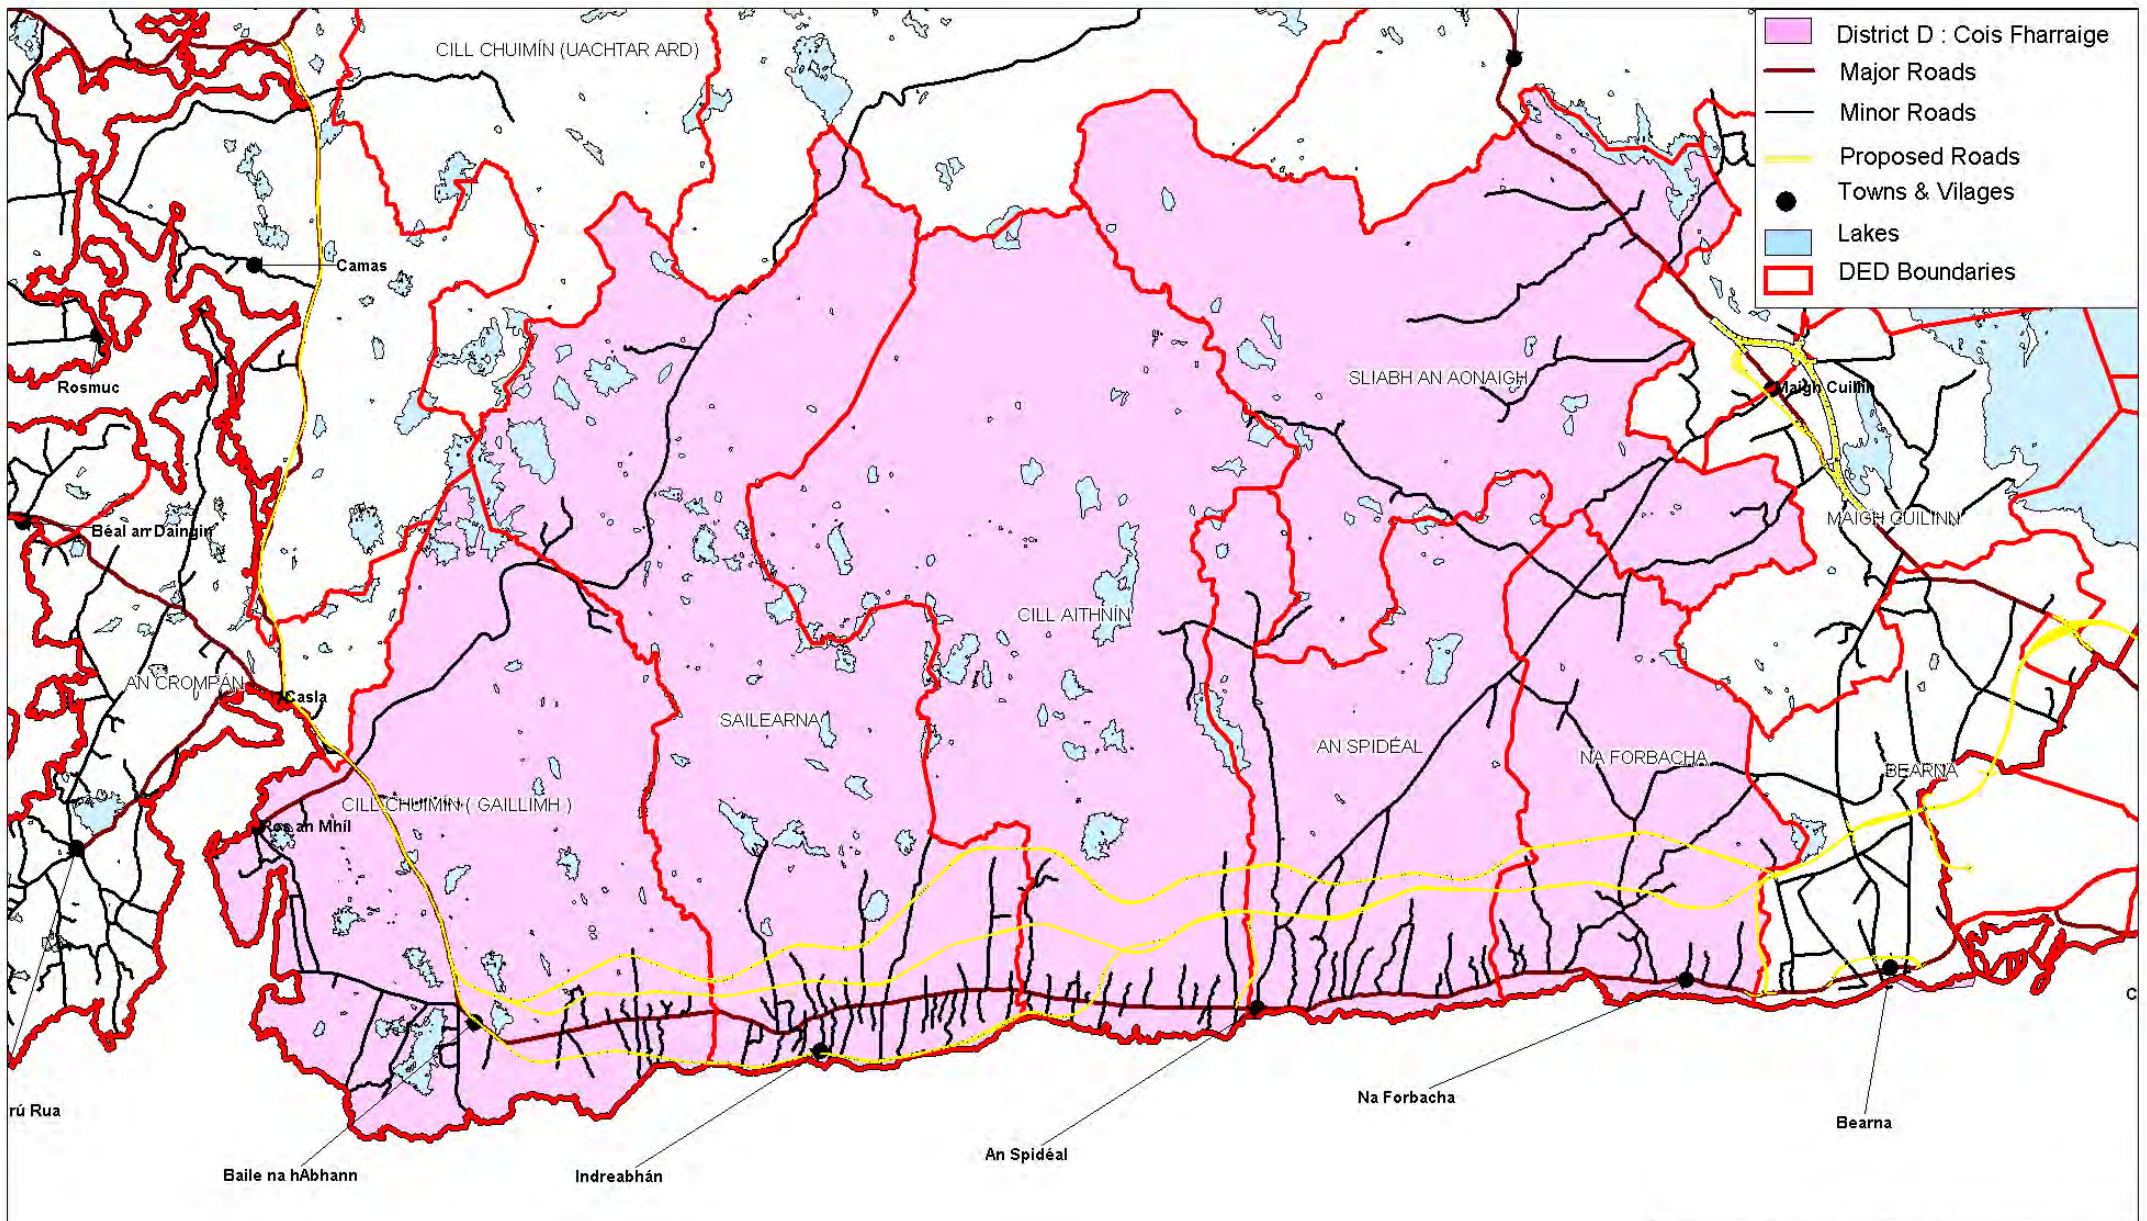 CILL CHUIMÍN (UACHTAR ARD)
District D : Cois Fharraige
Major Roads
Minor Roads
Proposed Roads
Towns & Vilages
Lakes
DED Boundaries
Camas
Rosmuc
SLIABH AN AONAIGH
Maigh Cuilinn
Béal an Daingin
MAIGH CUILINN
CILL AITHNÍN
AN CROMPÁN
Casla
SAILEARNA
AN SPIDÉAL
NA FORBACHA
BEARNA
CILL CHUIMÍN ( GAILLIMH )
Ros an Mhíl
C
rú Rua
Na Forbacha
Bearna
An Spidéal
Baile na hAbhann
Indreabhán